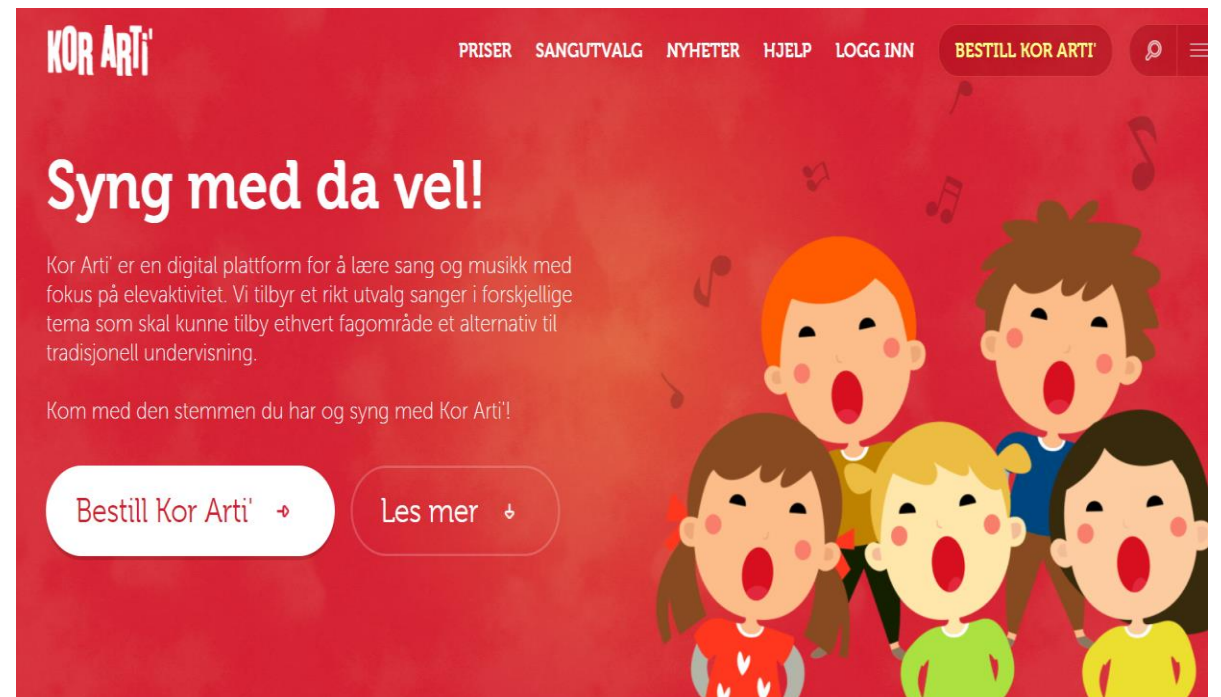 KOR ARTi'
PRISER SANGUTVALG NYHETER HJELP LOGG INN BESTILL KOR ARTI'
Syng med da vel!
Kor Arti' er en digital plattform for å lære sang og musikk med
fokus på elevaktivitet. Vi tilbyr et rikt utvalg sanger i forskjellige
tema som skal kunne tilby ethvert fagområde et alternativ til
tradisjonell undervisning.
Kom med den stemmen du har og syng med Kor Arti'!
Bestill Kor Arti'
Les mer